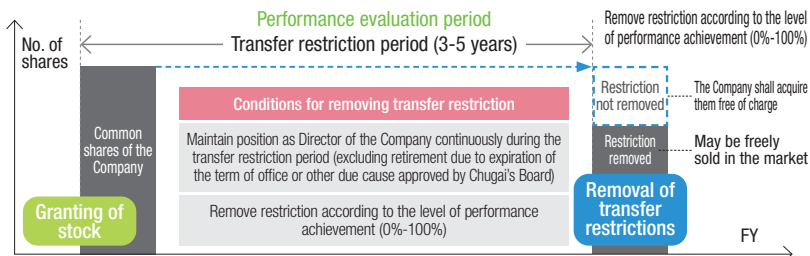 Performance evaluation period
Transfer restriction period (3-5 years)
Remove restriction according to the level
of performance achievement (0%-100%)
No. of
shares
Common
shares of the
Company
Granting of
stock
Conditions for removing transfer restriction
Maintain position as Director of the Company continuously during the
transfer restriction period (excluding retirement due to expiration of
the term of office or other due cause approved by Chugai's Board)
Remove restriction according to the level of performance
achievement (0%-100%)
Restriction
not removed
The Company shall acquire
them free of charge
Restriction
removed
May be freely
sold in the market
Removal of
transfer
restrictions
FY